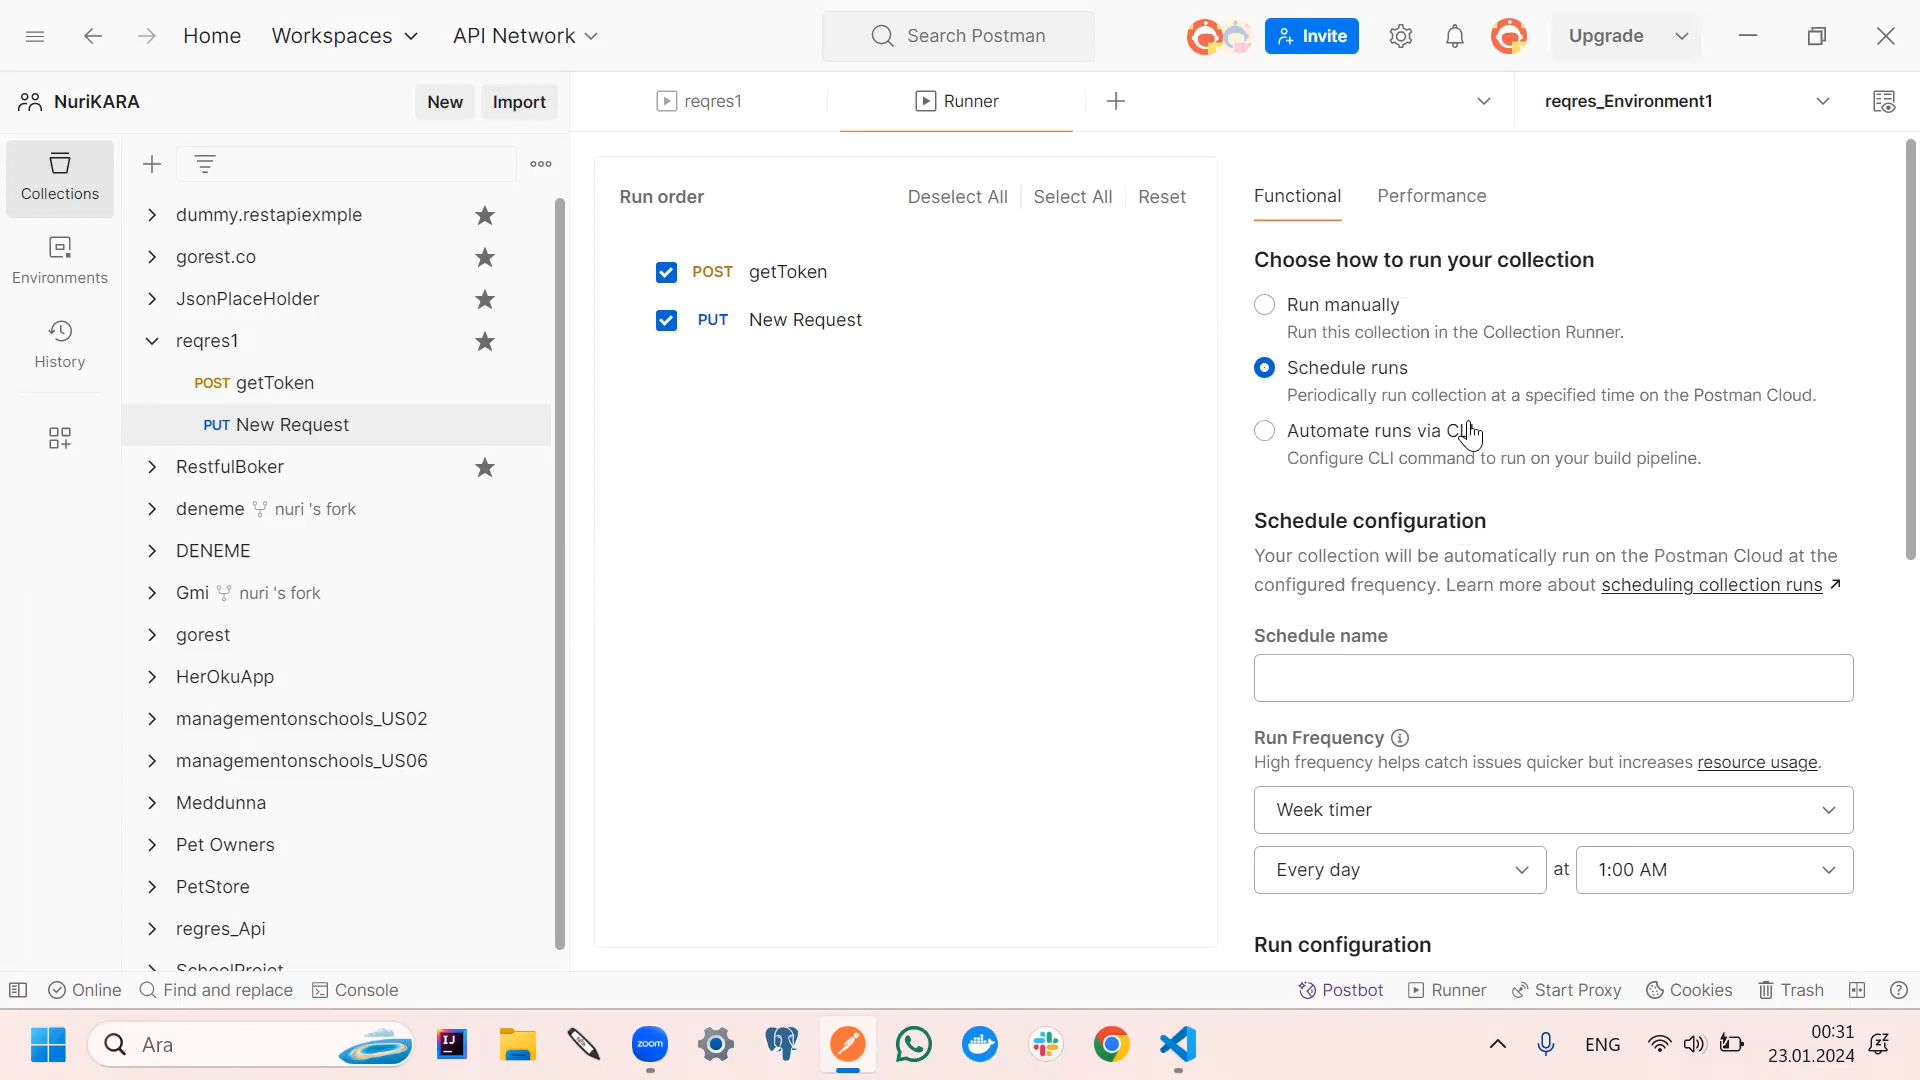 Home
Workspaces
API Network
Search Postman
Invite
Upgrade
NuriKARA
New
Import
reqres1
Runner
reqres_Environment1
Collections
Environments
History
dummy.restapiexmple
gorest.co
JsonPlaceHolder
reqres1
POST getToken
PUT New Request
RestfulBoker
deneme nuri 's fork
DENEME
Gmi nuri 's fork
gorest
HerOkuApp
managementonschools_US02
managementonschools_US06
Meddunna
Pet Owners
PetStore
regres_Api
SchoolProjet
Run order
Deselect All
Select All
Reset
POST getToken
PUT New Request
Functional
Performance
Choose how to run your collection
Run manually
Run this collection in the Collection Runner.
Schedule runs
Periodically run collection at a specified time on the Postman Cloud.
Automate runs via CLI
Configure CLI command to run on your build pipeline.
Schedule configuration
Your collection will be automatically run on the Postman Cloud at the
configured frequency. Learn more about scheduling collection runs
Schedule name
Run Frequency
High frequency helps catch issues quicker but increases resource usage.
Week timer
Every day at 1:00 AM
Run configuration
Online
Find and replace
Console
Postbot
Runner
Start Proxy
Cookies
Trash
Ara
IJ
zoom
ENG
00:31
23.01.2024